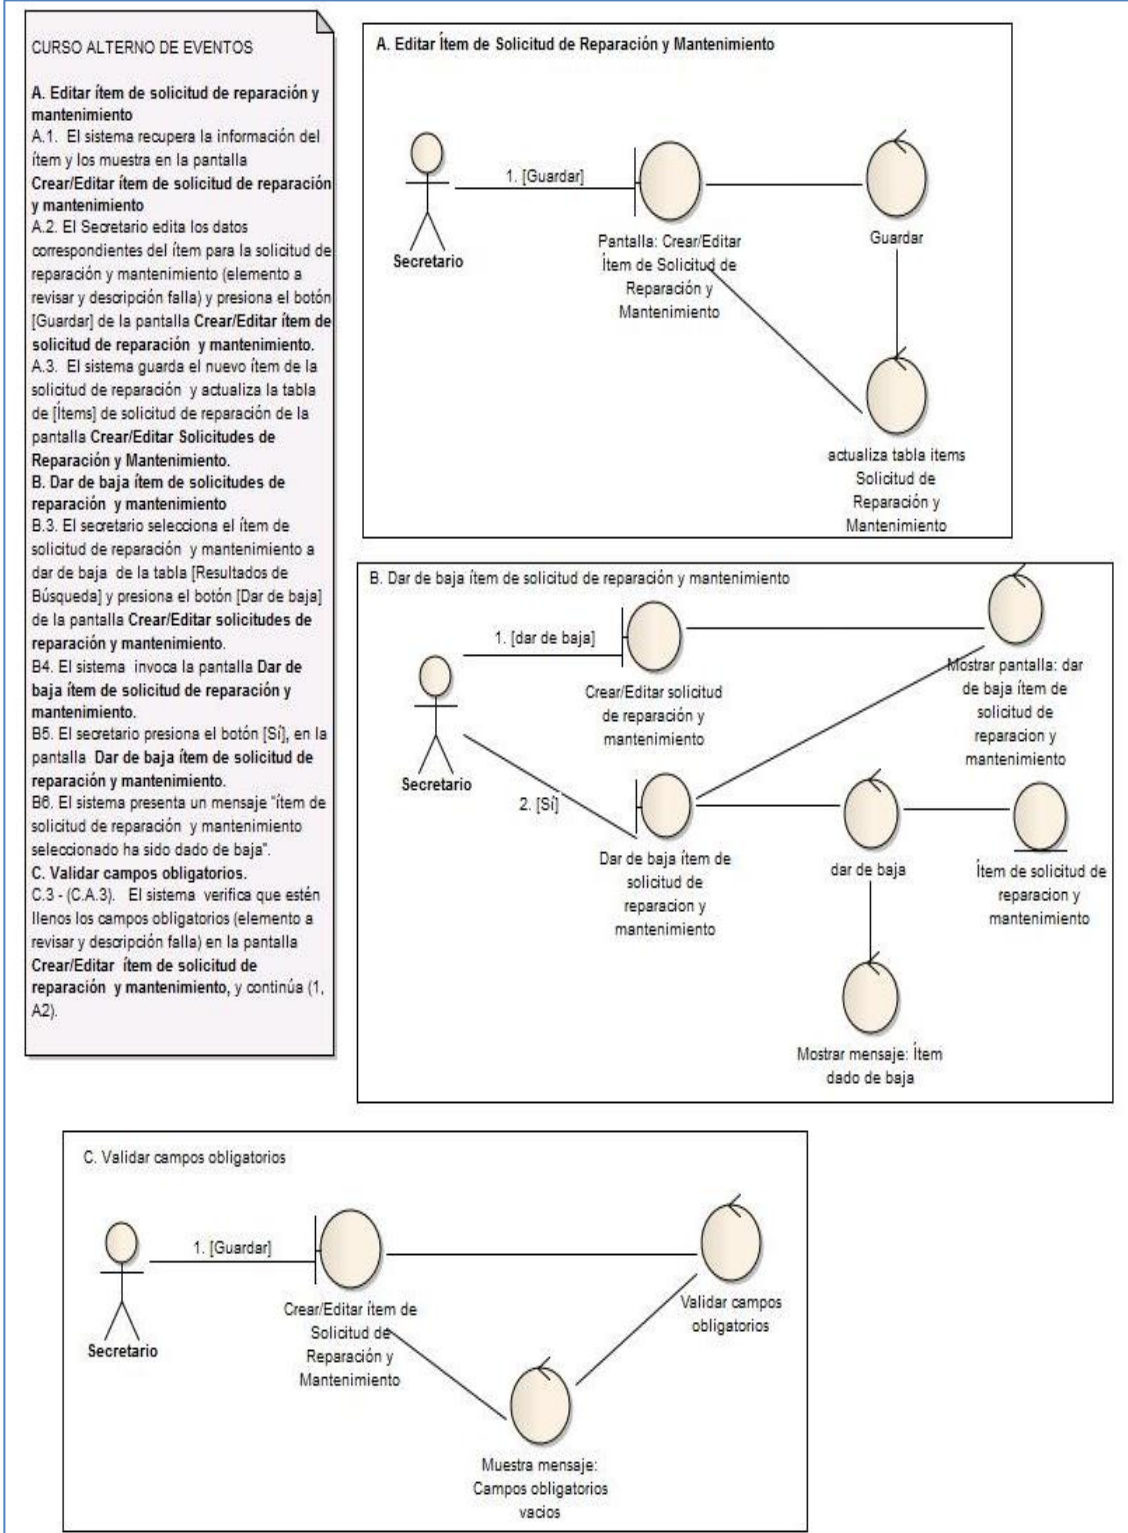 CURSO ALTERNO DE EVENTOS
A. Editar ítem de solicitud de reparación y
mantenimiento
A.1. El sistema recupera la información del
ítem y los muestra en la pantalla
Crear/Editar ítem de solicitud de reparación
y mantenimiento
A.2. El Secretario edita los datos
correspondientes del ítem para la solicitud de
reparación y mantenimiento (elemento a
revisar y descripción falla) y presiona el botón
[Guardar] de la pantalla Crear/Editar ítem de
solicitud de reparación y mantenimiento.
A.3. El sistema guarda el nuevo ítem de la
solicitud de reparación y actualiza la tabla
de [Ítems] de solicitud de reparación de la
pantalla Crear/Editar Solicitudes de
Reparación y Mantenimiento.
B. Dar de baja ítem de solicitudes de
reparación y mantenimiento
B.3. El secretario selecciona el ítem de
solicitud de reparación y mantenimiento a
dar de baja de la tabla [Resultados de
Búsqueda] y presiona el botón [Dar de baja]
de la pantalla Crear/Editar solicitudes de
reparación y mantenimiento.
B4. El sistema invoca la pantalla Dar de
baja ítem de solicitud de reparación y
mantenimiento.
B5. El secretario presiona el botón [Sí], en la
pantalla Dar de baja ítem de solicitud de
reparación y mantenimiento.
B6. El sistema presenta un mensaje "ítem de
solicitud de reparación y mantenimiento
seleccionado ha sido dado de baja".
C. Validar campos obligatorios.
C.3 - (C.A.3). El sistema verifica que estén
llenos los campos obligatorios (elemento a
revisar y descripción falla) en la pantalla
Crear/Editar ítem de solicitud de
reparación y mantenimiento, y continúa (1,
A2).
A. Editar Ítem de Solicitud de Reparación y Mantenimiento
1. [Guardar]
Secretario
Pantalla: Crear/Editar
Ítem de Solicitud de
Reparación y
Mantenimiento
Guardar
actualiza tabla items
Solicitud de
Reparación y
Mantenimiento
B. Dar de baja ítem de solicitud de reparación y mantenimiento
1. [dar de baja]
Crear/Editar solicitud
de reparación y
mantenimiento
Mostrar pantalla: dar
de baja ítem de
solicitud de
reparacion y
mantenimiento
Secretario
2. [Sí]
Dar de baja ítem de
solicitud de
reparacion y
mantenimiento
dar de baja
Ítem de solicitud de
reparacion y
mantenimiento
Mostrar mensaje: Ítem
dado de baja
C. Validar campos obligatorios
1. [Guardar]
Secretario
Crear/Editar ítem de
Solicitud de
Reparación y
Mantenimiento
Validar campos
obligatorios
Muestra mensaje:
Campos obligatorios
vacios